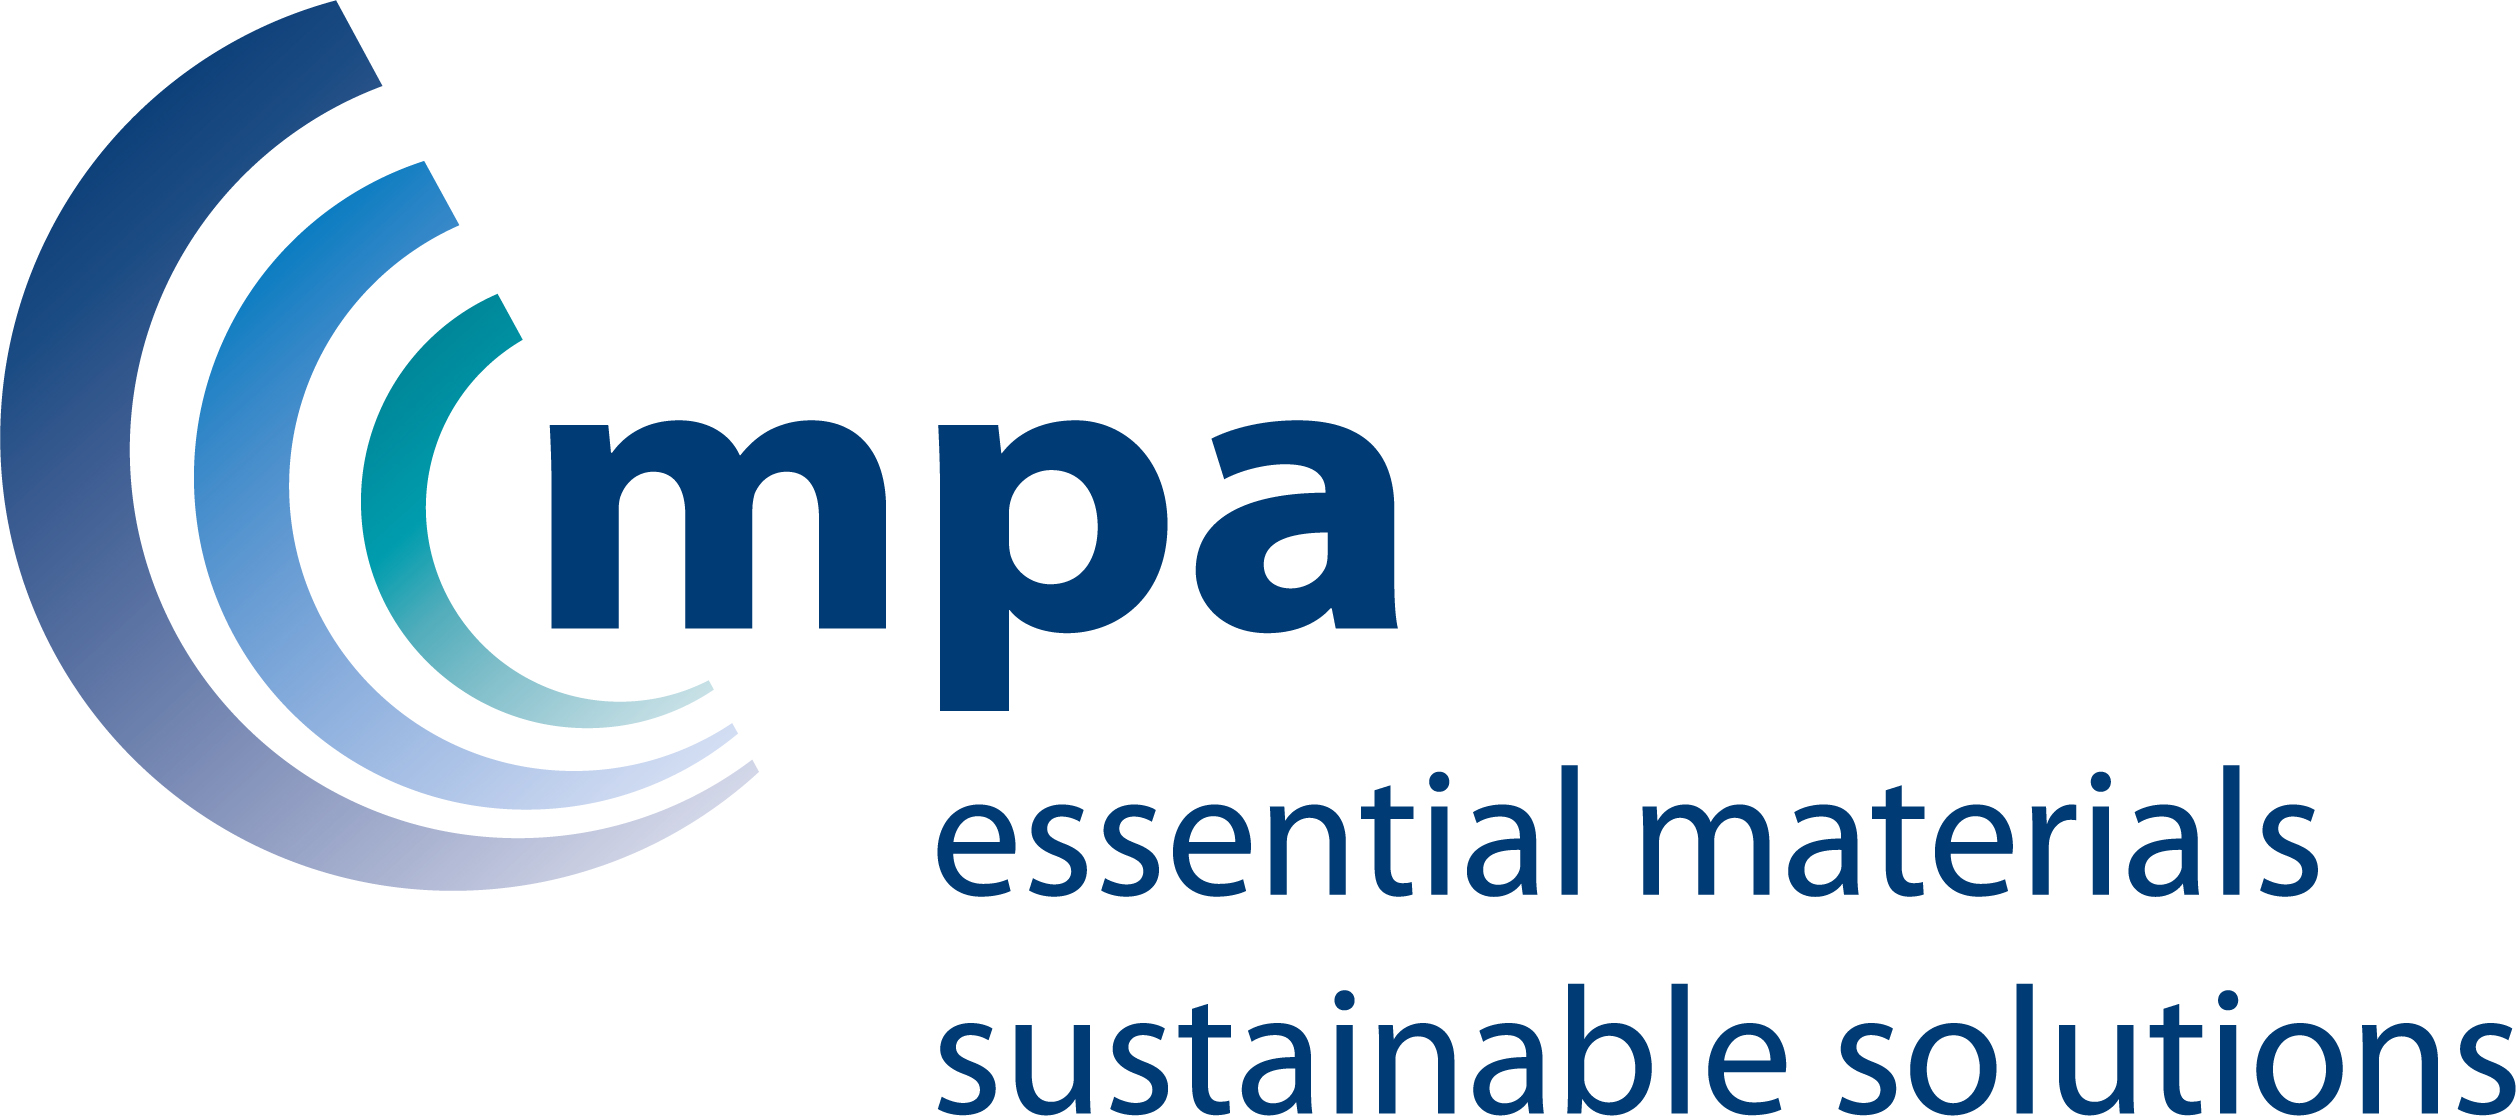 mpa
essential materials
sustainable solutions